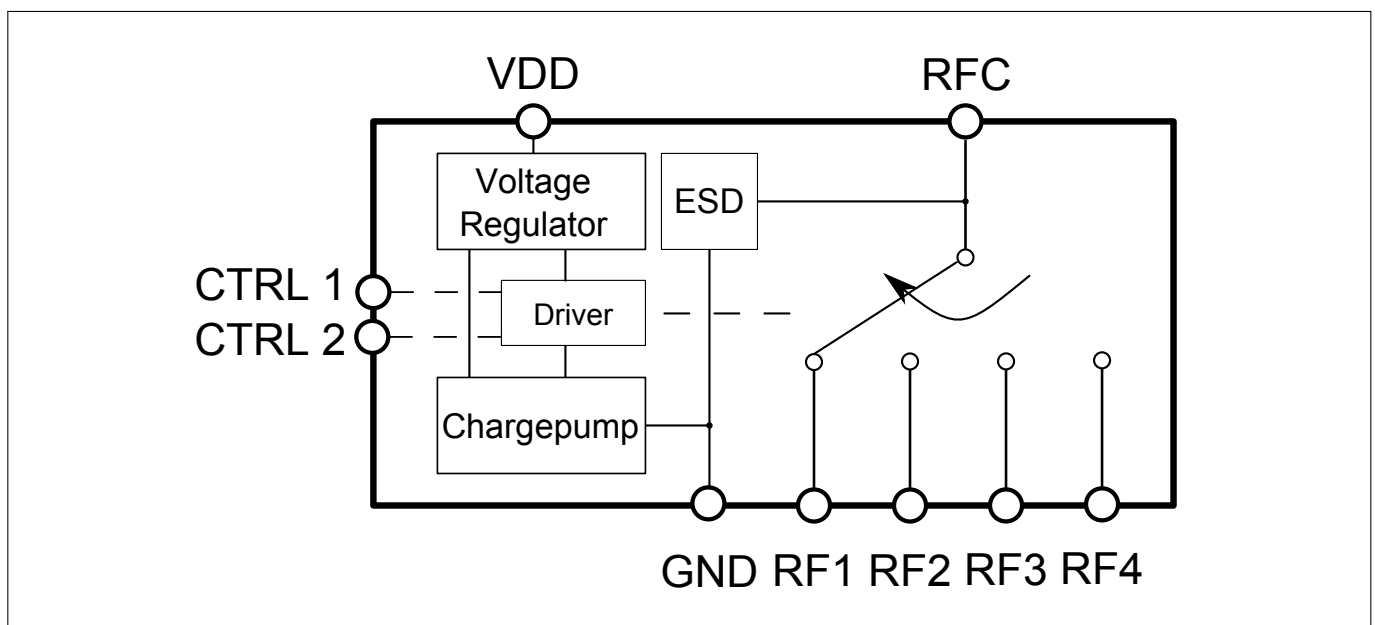 VDD
RFC
Voltage
Regulator
ESD
CTRL 1
CTRL 2
Driver
Chargepump
GND RF1 RF2 RF3 RF4